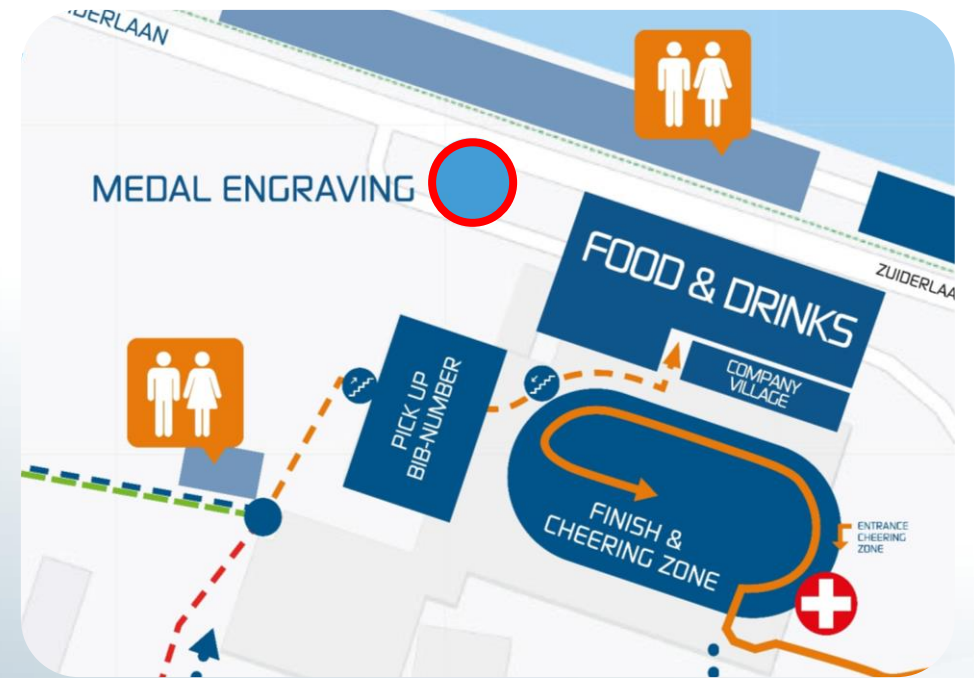 ZUIDERLAAN
MEDAL ENGRAVING
FOOD & DRINKS
ZUIDERLAA
COMPANY
VILLAGE
PICK UP
BIB-NUMBER
FINISH &
CHEERING ZONE
ENTRANCE
CHEERING
ZONE